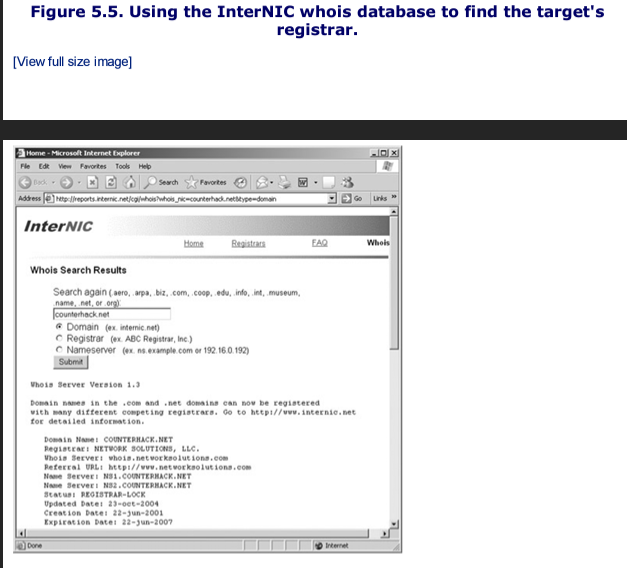 Figure 5.5. Using the InterNIC whois database to find the target's
registrar.
[View full size image]
Home - Microsoft Internet Explorer
File Edit View Favorites Tools Help
Back Search Favorites
Address http://reports.internic.net/cgi/whois?whois_nic=counterhack.net&type=domain Go Links »
InterNIC
Home Registrars FAQ Whois
Whois Search Results
Search again (.aero, .arpa, .biz, .com, .coop, .edu, .info, .int, .museum,
.name, .net, or .org):
counterhack.net
Domain (ex. internic.net)
Registrar (ex. ABC Registrar, Inc.)
Nameserver (ex. ns.example.com or 192.16.0.192)
Submit
Whois Server Version 1.3
Domain names in the .com and .net domains can now be registered
with many different competing registrars. Go to http://www.internic.net
for detailed information.
Domain Name: COUNTERHACK.NET
Registrar: NETWORK SOLUTIONS, LLC.
Whois Server: whois.networksolutions.com
Referral URL: http://www.networksolutions.com
Name Server: NS1.COUNTERHACK.NET
Name Server: NS2.COUNTERHACK.NET
Status: REGISTRAR-LOCK
Updated Date: 23-oct-2004
Creation Date: 22-jun-2001
Expiration Date: 22-jun-2007
Done Internet